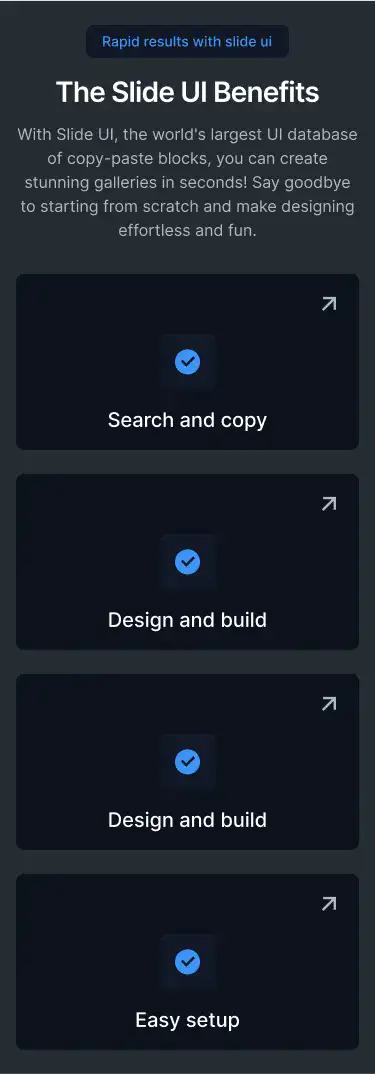 Rapid results with slide ui
The Slide UI Benefits
With Slide UI, the world's largest UI database
of copy-paste blocks, you can create
stunning galleries in seconds! Say goodbye
to starting from scratch and make designing
effortless and fun.
Search and copy
Design and build
Design and build
Easy setup